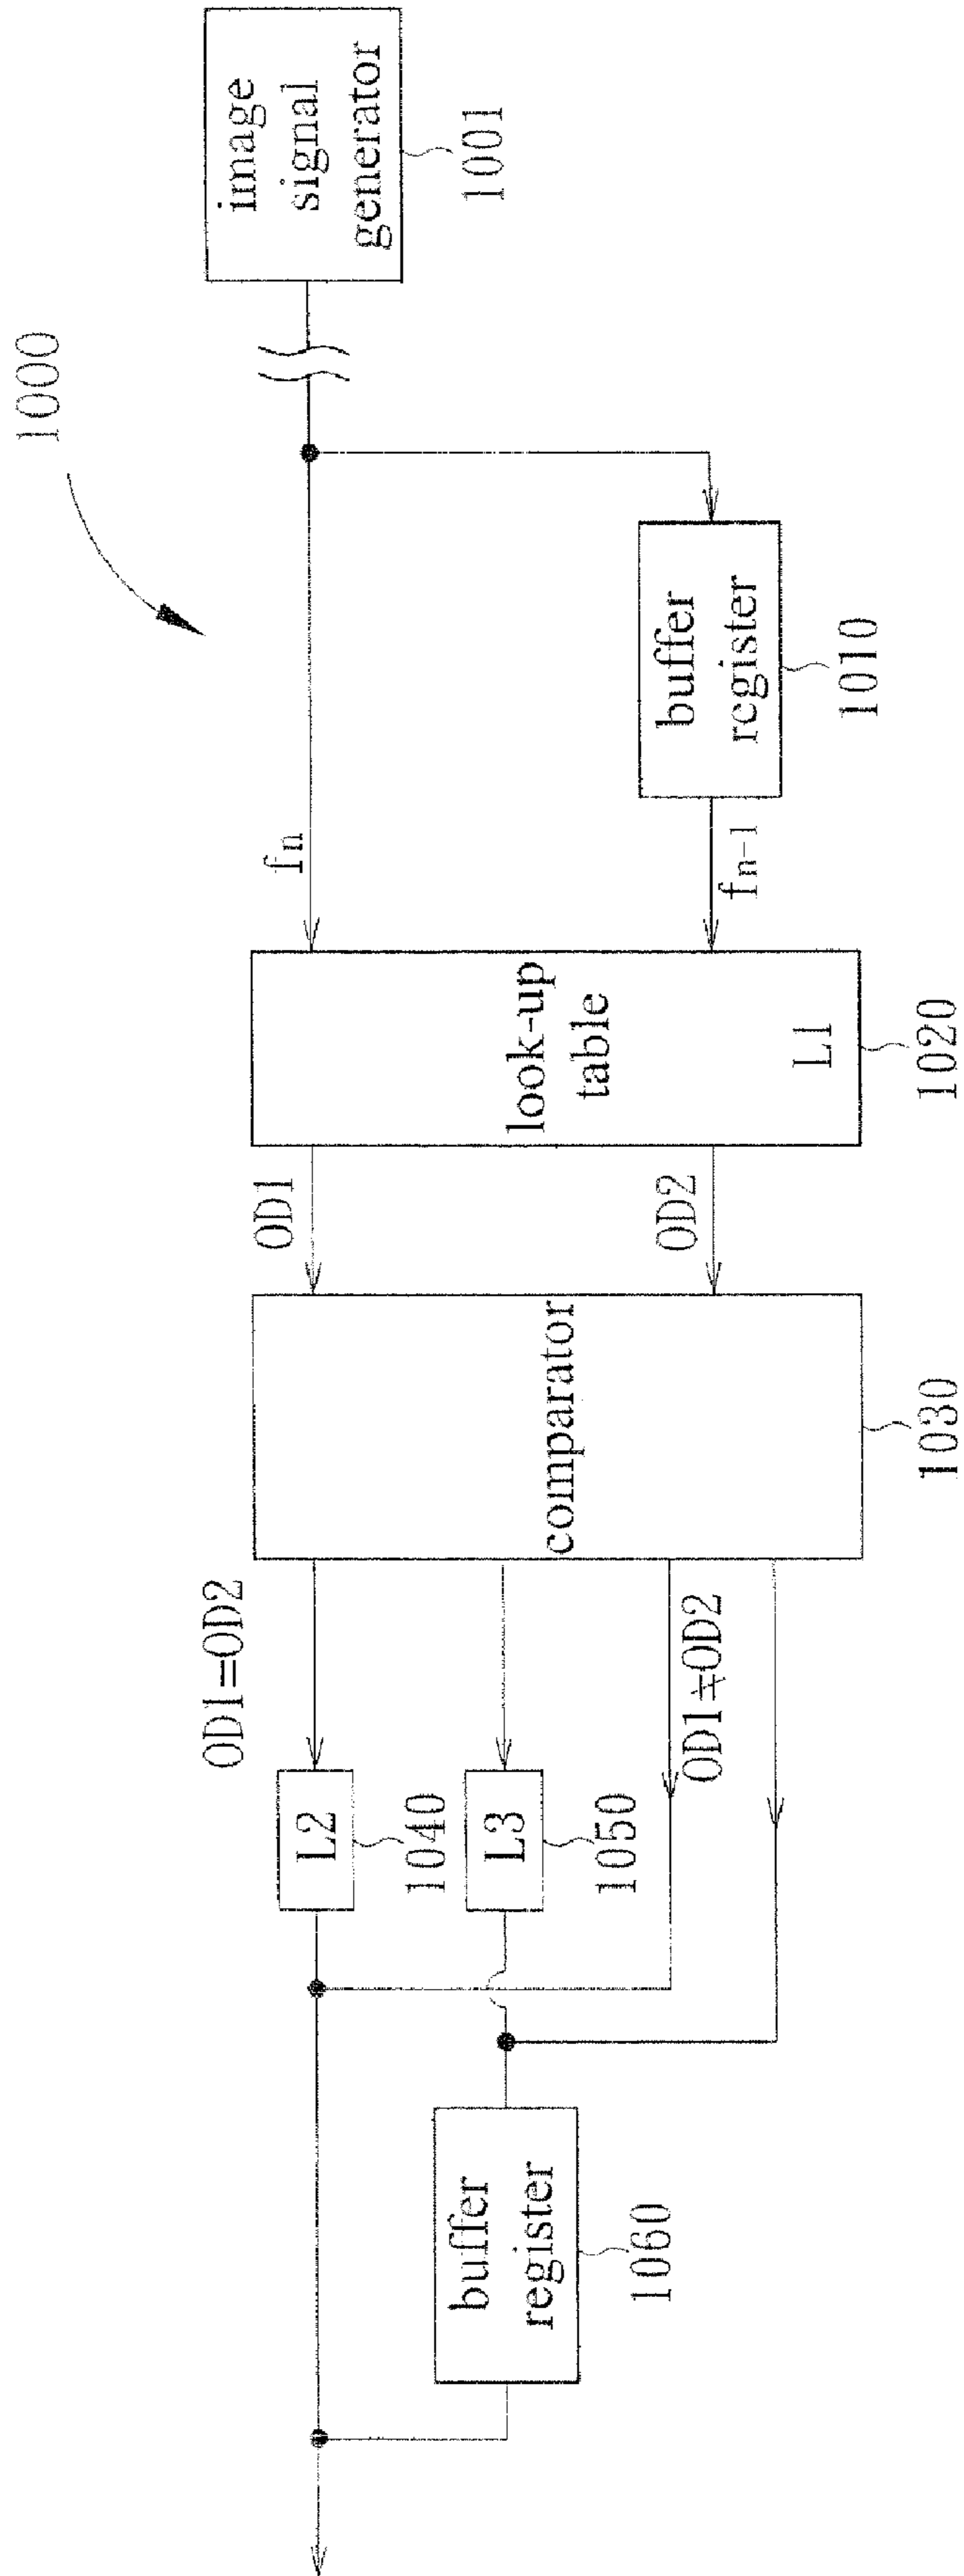 1000
image
signal
generator
1001
fn
buffer
register
1010
fn-1
look-up
table
L1
1020
OD1
OD2
comparator
1030
OD1=OD2
OD1≠OD2
L2
1040
L3
1050
buffer
register
1060